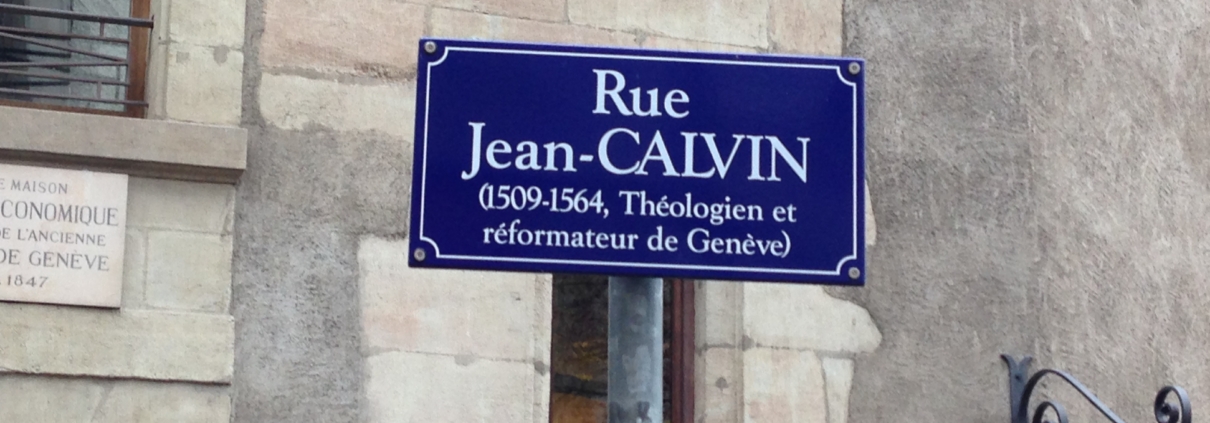 Rue
Jean-CALVIN
(1509-1564, Théologien et
réformateur de Genève)
MAISON
CONOMIQUE
DE L'ANCIENNE
DE GENÈVE
1847